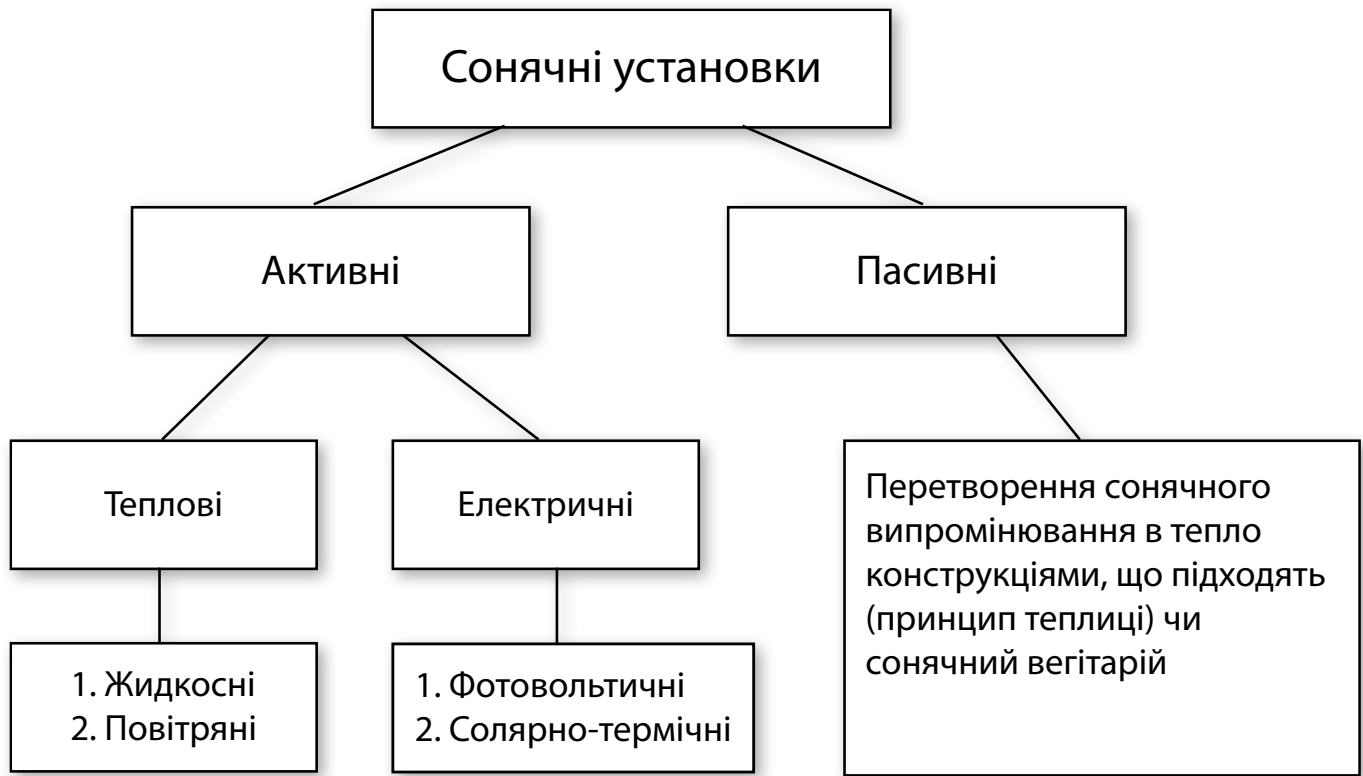 Сонячні установки
Активні
Пасивні
Теплові
Електричні
1. Жидкосні
2. Повітряні
1. Фотовольтичні
2. Солярно-термічні
Перетворення сонячного
випромінювання в тепло
конструкціями, що підходять
(принцип теплиці) чи
сонячний вегітарій